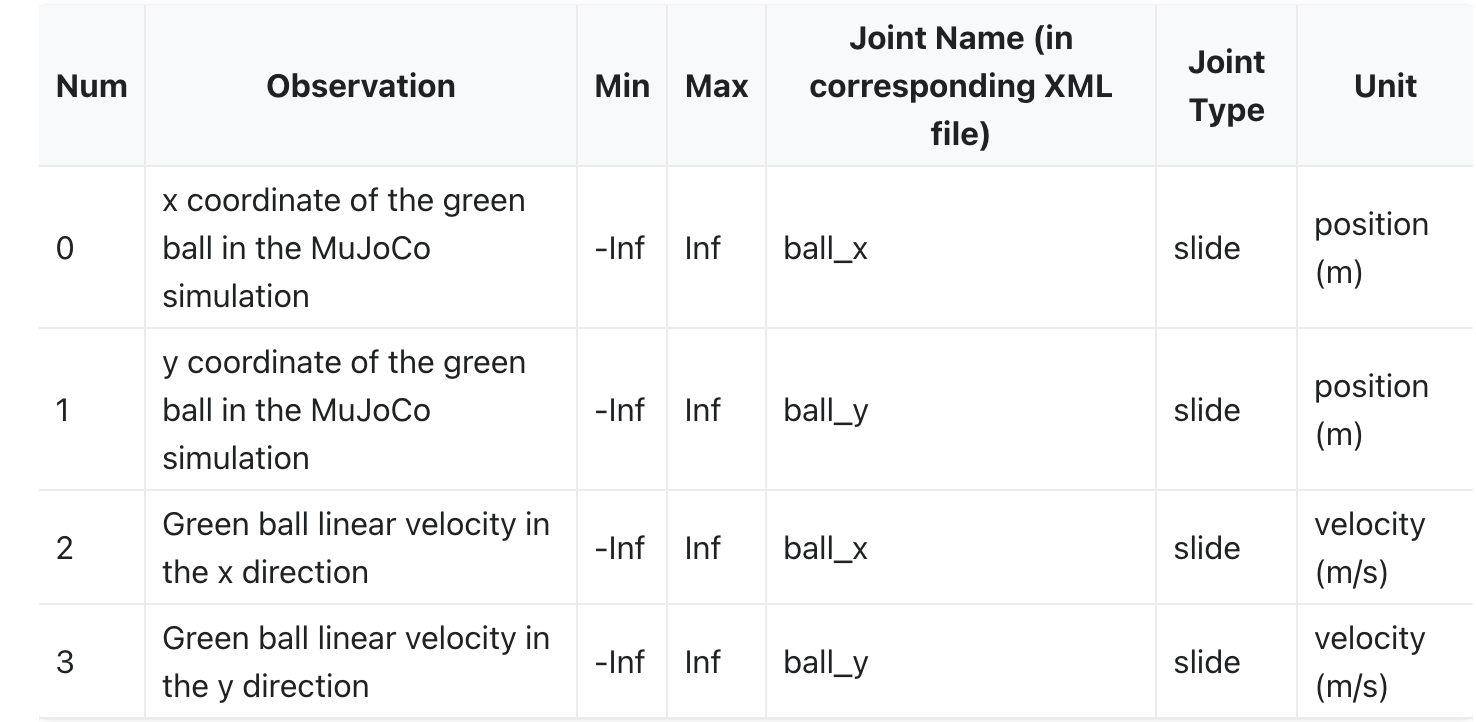 Num Observation Min Max Joint Name (in corresponding XML file) Joint Type Unit
0 x coordinate of the green ball in the MuJoCo simulation -Inf Inf ball_x slide position (m)
1 y coordinate of the green ball in the MuJoCo simulation -Inf Inf ball_y slide position (m)
2 Green ball linear velocity in the x direction -Inf Inf ball_x slide velocity (m/s)
3 Green ball linear velocity in the y direction -Inf Inf ball_y slide velocity (m/s)